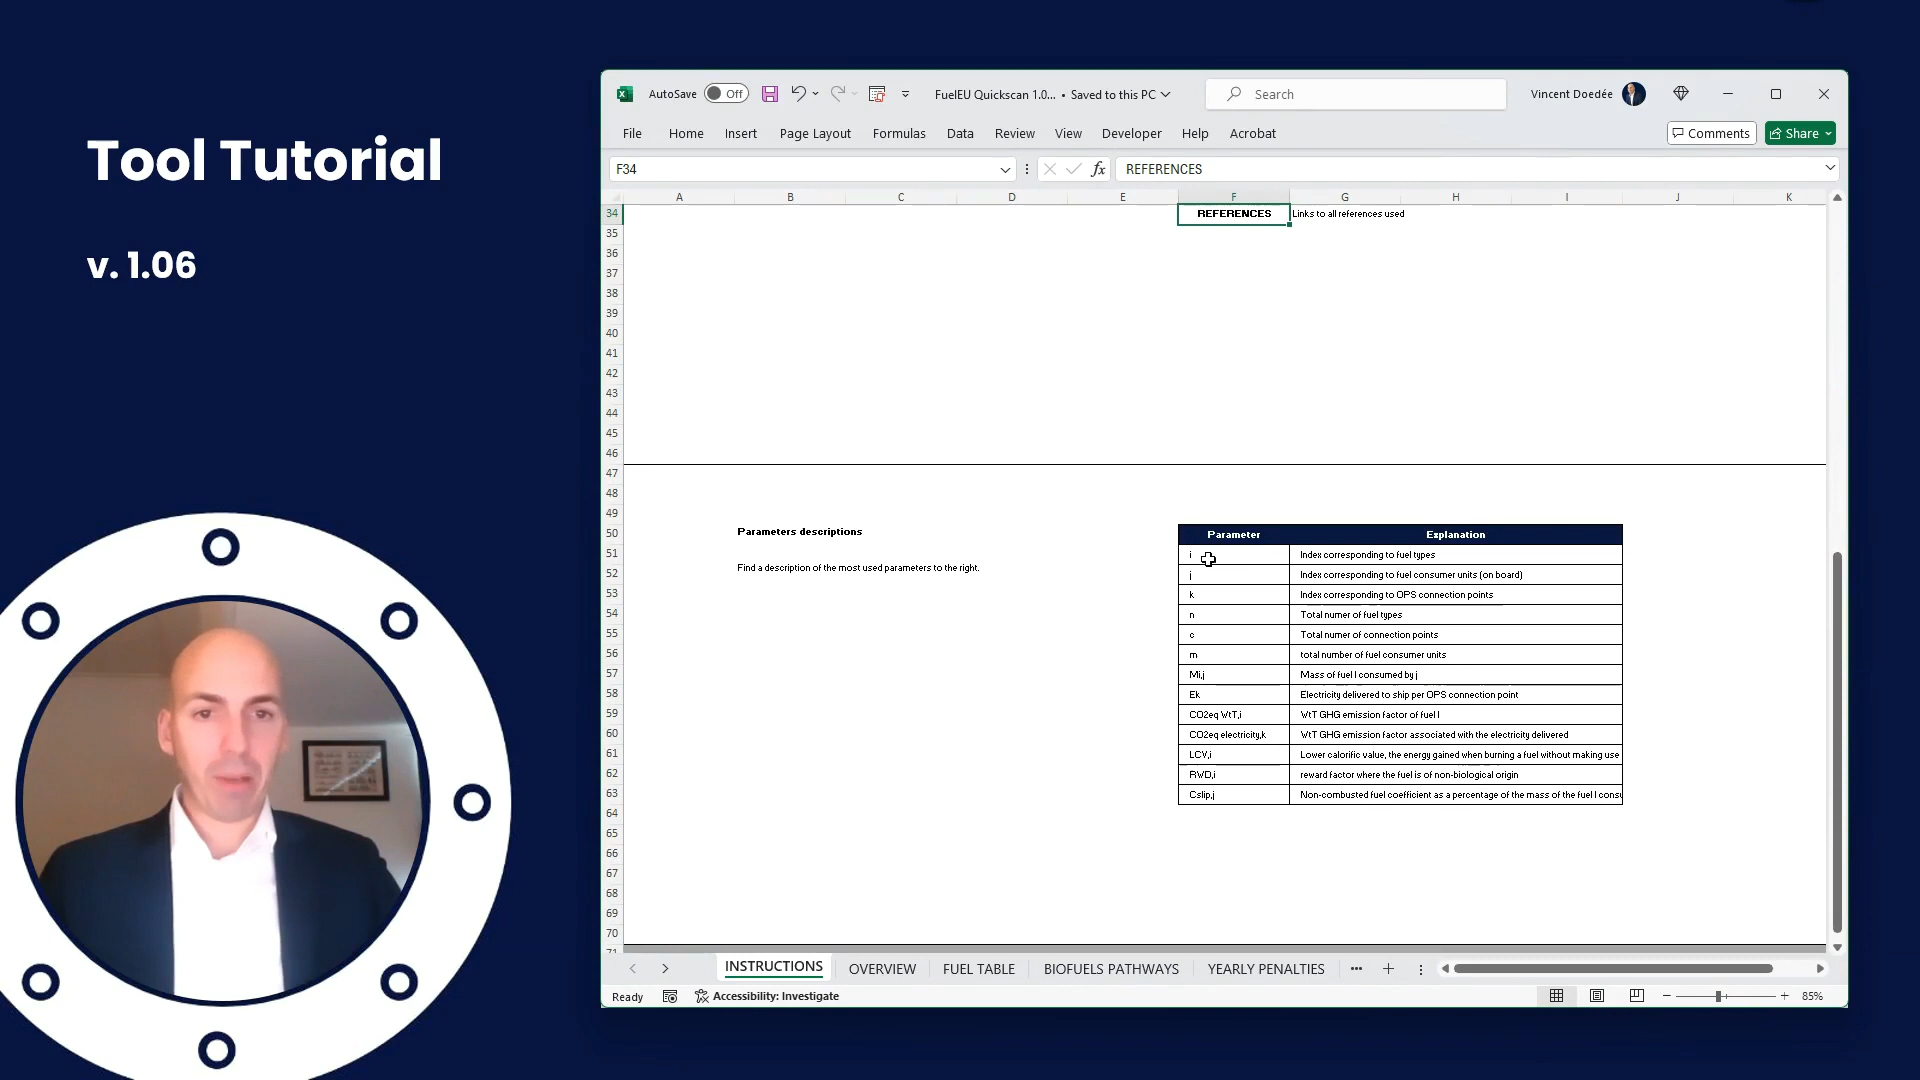 Tool Tutorial
v. 1.06
AutoSave Off FuelEU Quickscan 1.0... • Saved to this PC Search Vincent Doedée
File Home Insert Page Layout Formulas Data Review View Developer Help Acrobat Comments Share
F34 fx REFERENCES
A B C D E F G H I J K
34 REFERENCES Links to all references used
35
36
37
38
39
40
41
42
43
44
45
46
47
48
49
50 Parameters descriptions Parameter Explanation
51 i Index corresponding to fuel types
52 Find a description of the most used parameters to the right. j Index corresponding to fuel consumer units (on board)
53 k Index corresponding to OPS connection points
54 n Total numer of fuel types
55 c Total numer of connection points
56 m total number of fuel consumer units
57 Mi,j Mass of fuel I consumed by j
58 Ek Electricity delivered to ship per OPS connection point
59 CO2eq WtT,i WtT GHG emission factor of fuel I
60 CO2eq electricity,k WtT GHG emission factor associated with the electricity delivered
61 LCV,i Lower calorific value, the energy gained when burning a fuel without making use
62 RWD,i reward factor where the fuel is of non-biological origin
63 Cslip,j Non-combusted fuel coefficient as a percentage of the mass of the fuel I consu
64
65
66
67
68
69
70
71
INSTRUCTIONS OVERVIEW FUEL TABLE BIOFUELS PATHWAYS YEARLY PENALTIES ...
Ready Accessibility: Investigate 85%